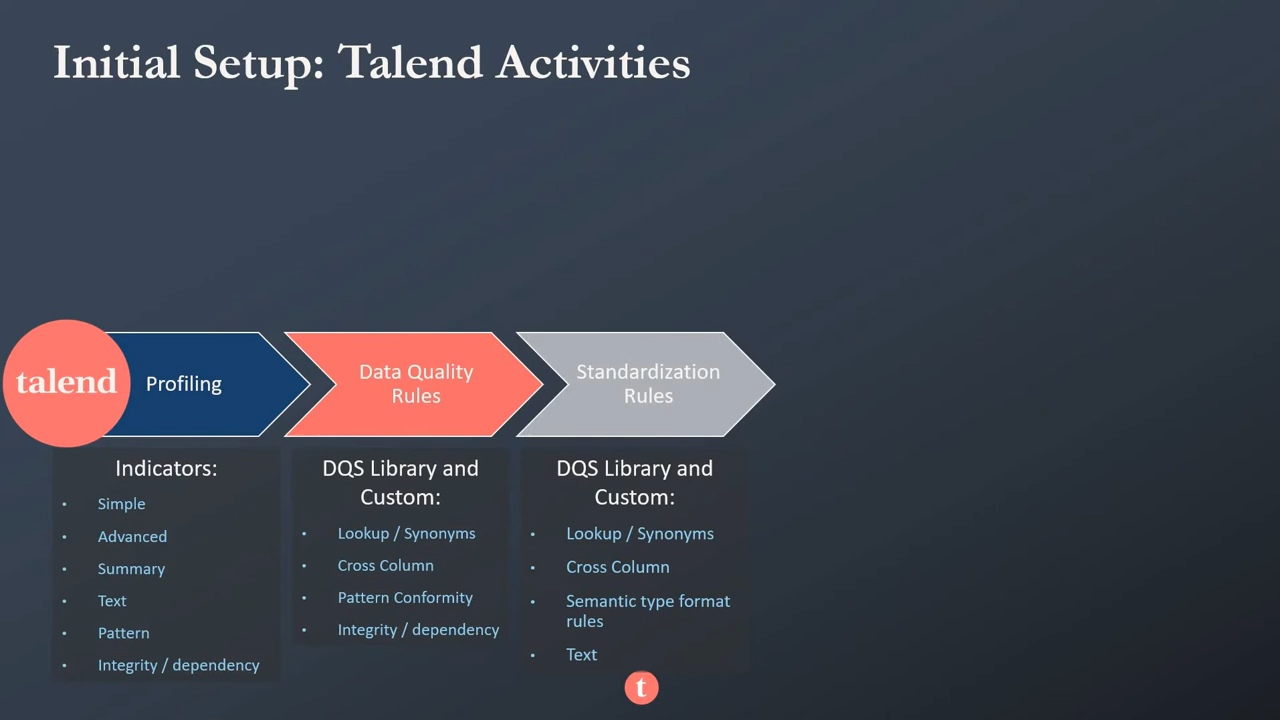 Initial Setup: Talend Activities
talend
Profiling
Data Quality
Rules
Standardization
Rules
Indicators:
• Simple
• Advanced
• Summary
• Text
• Pattern
• Integrity / dependency
DQS Library and
Custom:
• Lookup / Synonyms
• Cross Column
• Pattern Conformity
• Integrity / dependency
DQS Library and
Custom:
• Lookup / Synonyms
• Cross Column
• Semantic type format
rules
• Text
t